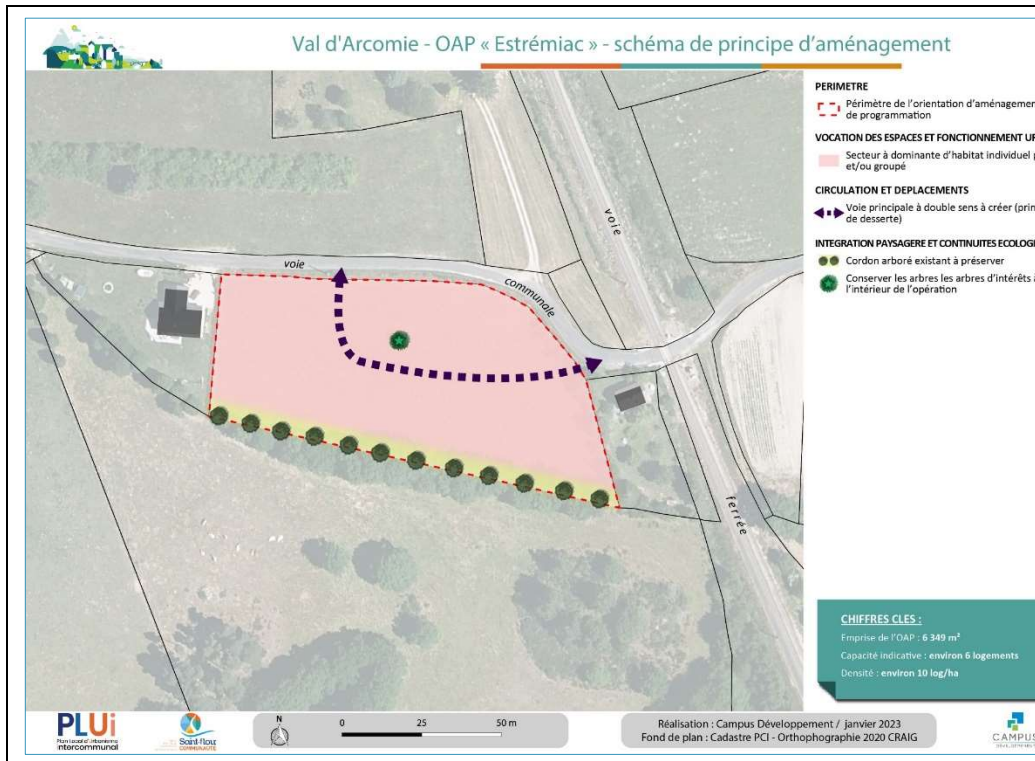 Val d'Arcomie - OAP « Estrémiac » - schéma de principe d'aménagement
PERIMETRE
Périmètre de l'orientation d'aménagemen
de programmation
VOCATION DES ESPACES ET FONCTIONNEMENT UR
Secteur à dominante d'habitat individuel
et/ou groupé
CIRCULATION ET DEPLACEMENTS
Voie principale à double sens à créer (prin
de desserte)
INTEGRATION PAYSAGERE ET CONTINUITES ECOLOGI
Cordon arboré existant à préserver
Conserver les arbres les arbres d'intérêts à
l'intérieur de l'opération
voie
communale
voie
ferrée
CHIFFRES CLES :
Emprise de l'OAP : 6 349 m²
Capacité indicative : environ 6 logements
Densité : environ 10 log/ha
PLUi
Plan Local d'Urbanisme
intercommunal
Saint-flour
COMMUNAUTÉ
N
0 25 50 m
Réalisation : Campus Développement / janvier 2023
Fond de plan : Cadastre PCI - Orthophographie 2020 CRAIG
CAMPUS